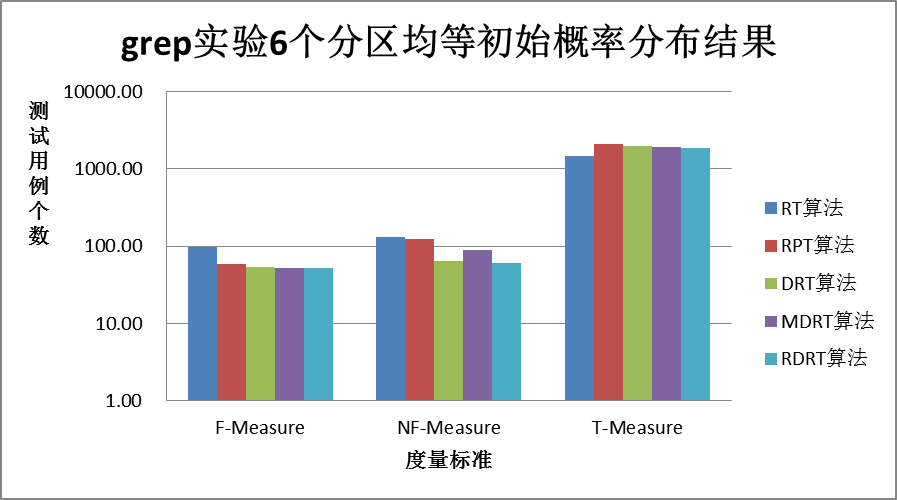 grep实验6个分区均等初始概率分布结果
测试用例个数
10000.00
1000.00
100.00
10.00
1.00
F-Measure
NF-Measure
T-Measure
度量标准
RT算法
RPT算法
DRT算法
MDRT算法
RDRT算法